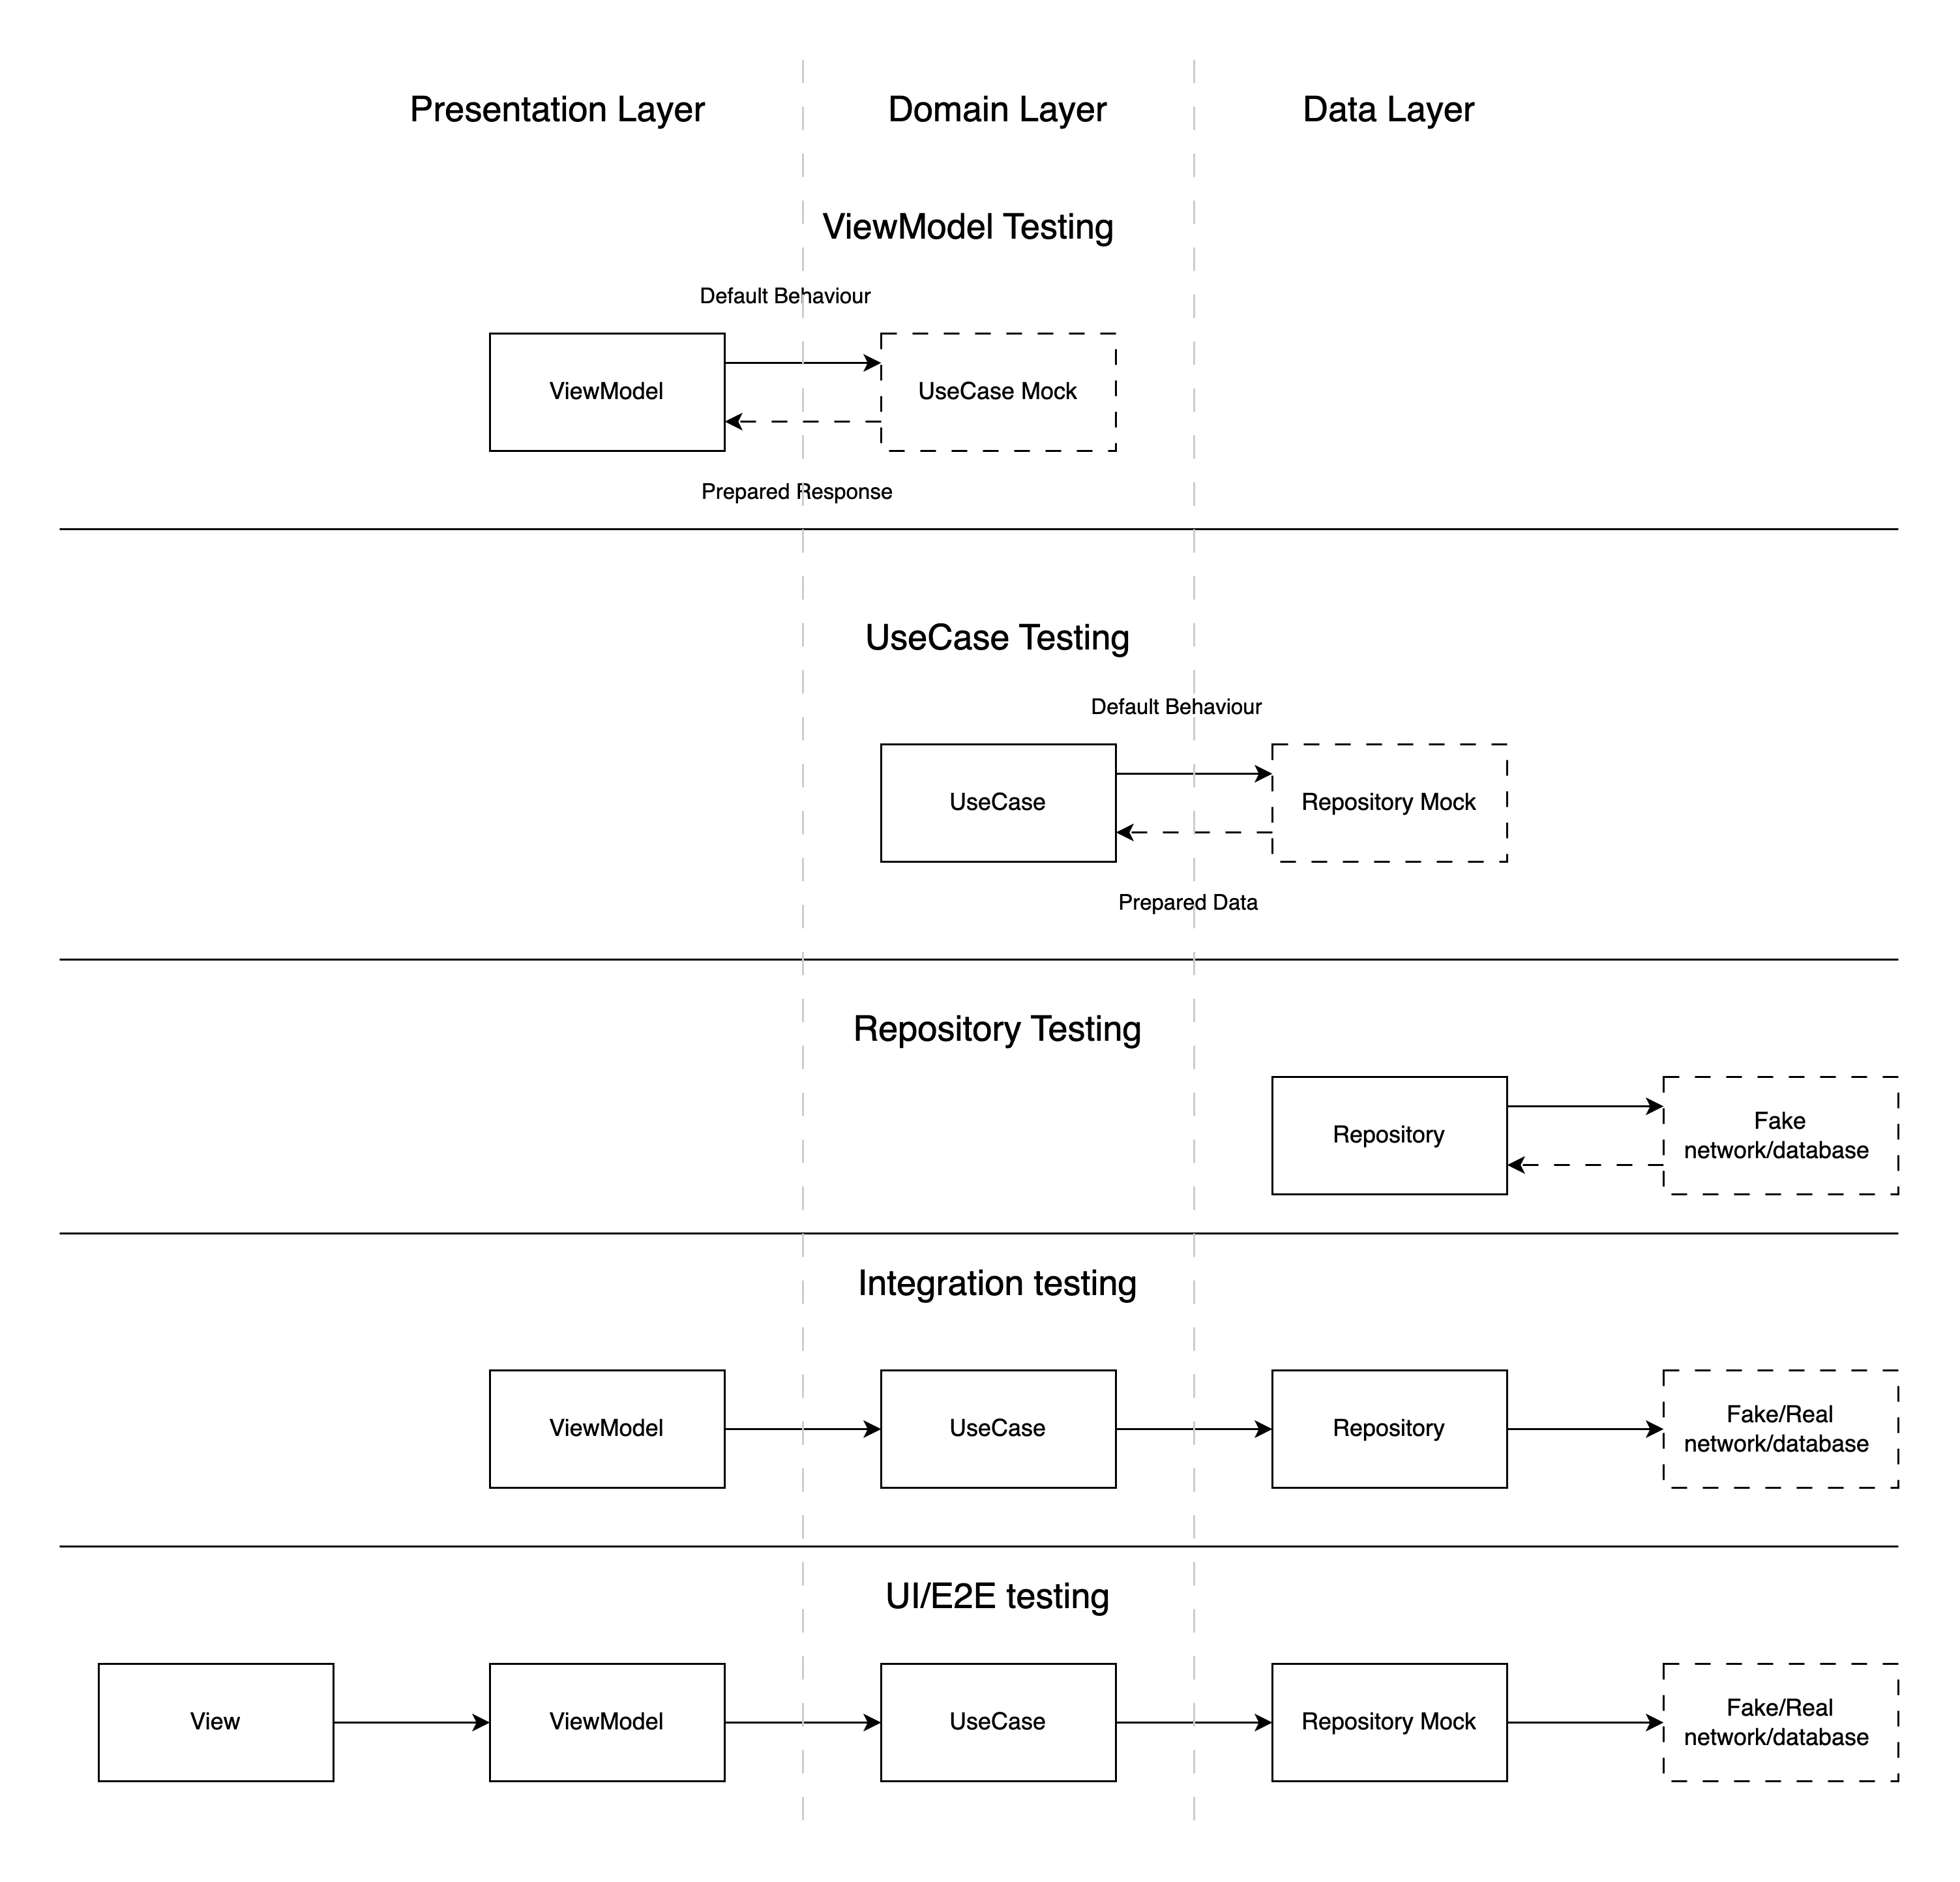 Presentation Layer
Domain Layer
Data Layer
ViewModel Testing
Default Behaviour
ViewModel
UseCase Mock
Prepared Response
UseCase Testing
Default Behaviour
UseCase
Repository Mock
Prepared Data
Repository Testing
Repository
Fake
network/database
Integration testing
ViewModel
UseCase
Repository
Fake/Real
network/database
UI/E2E testing
View
ViewModel
UseCase
Repository Mock
Fake/Real
network/database